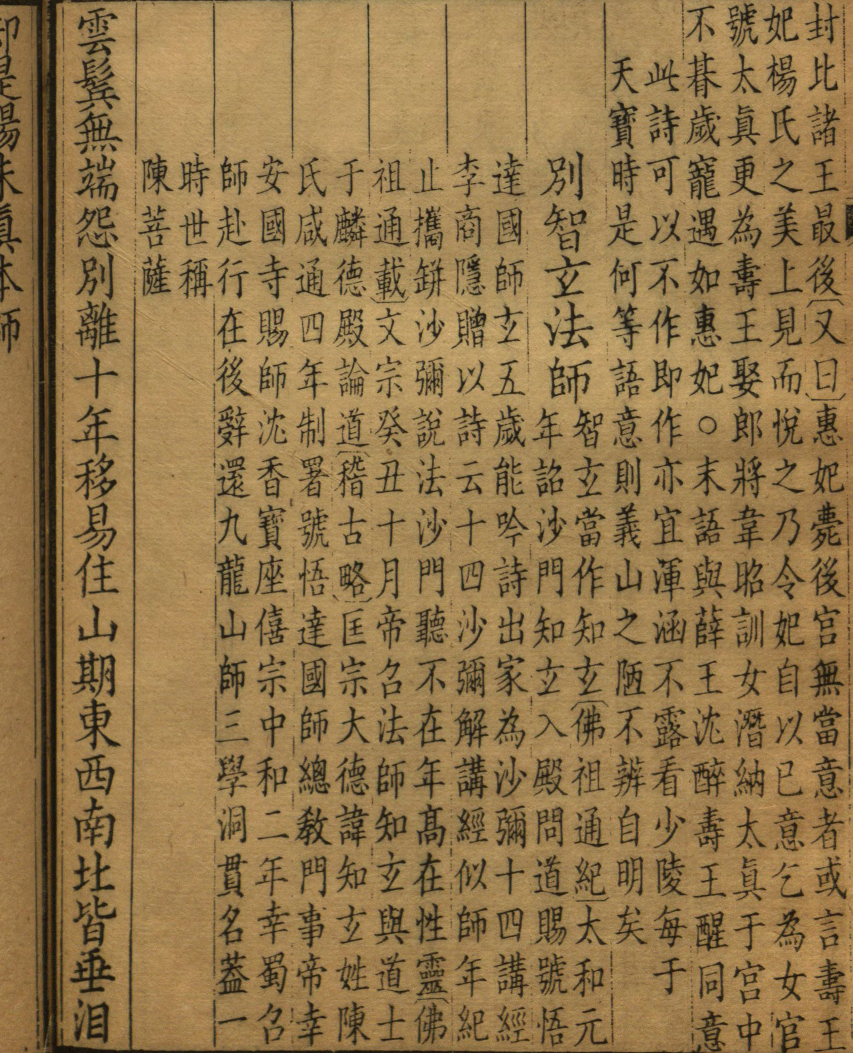 封比諸王最後又曰惠妃薨後宮無當意者或言壽王
妃楊氏之美上見而悅之乃令妃自以己意乞為女官
號太真更為壽王娶郎將韋昭訓女潛納太真于宮中
不朞歲寵遇如惠妃○末語與薛王沈醉壽王醒同意
此詩可以不作即作亦宜渾涵不露看少陵每于
天寶時是何等語意則義山之陋不辨自明矣
別智玄法師
智玄當作知玄佛祖通紀太和元
年詔沙門知玄入殿問道賜號悟
達國師玄五歲能吟詩出家為沙彌十四講經
李商隱贈以詩云十四沙彌解講經似師年紀
止攜缾沙彌說法沙門聽不在年高在性靈佛
祖通載文宗癸丑十月帝召法師知玄與道士
于麟德殿論道稽古略匡宗大德諱知玄姓陳
氏咸通四年制署號悟達國師總教門事帝幸
安國寺賜師沈香寶座僖宗中和二年幸蜀召
師赴行在後辭還九龍山師三學洞貫名蓋一
時世稱
陳菩薩
雲鬂無端怨別離十年移易住山期東西南北皆垂淚
却是楊朱真本師